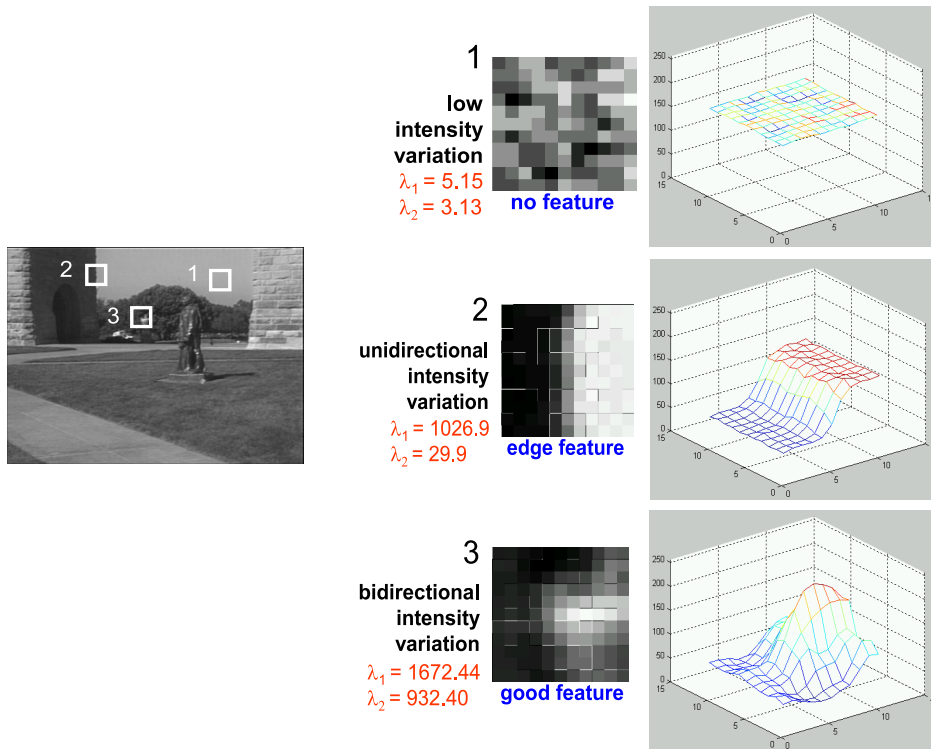 1
low
intensity
variation
λ₁ = 5.15
λ₂ = 3.13
no feature
250
200
150
100
50
0
15
10
5
0
0
5
10
1
2
1
3
2
unidirectional
intensity
variation
λ₁ = 1026.9
λ₂ = 29.9
edge feature
250
200
150
100
50
0
15
10
5
0
0
5
10
3
bidirectional
intensity
variation
λ₁ = 1672.44
λ₂ = 932.40
good feature
250
200
150
100
50
0
15
10
5
0
0
5
10